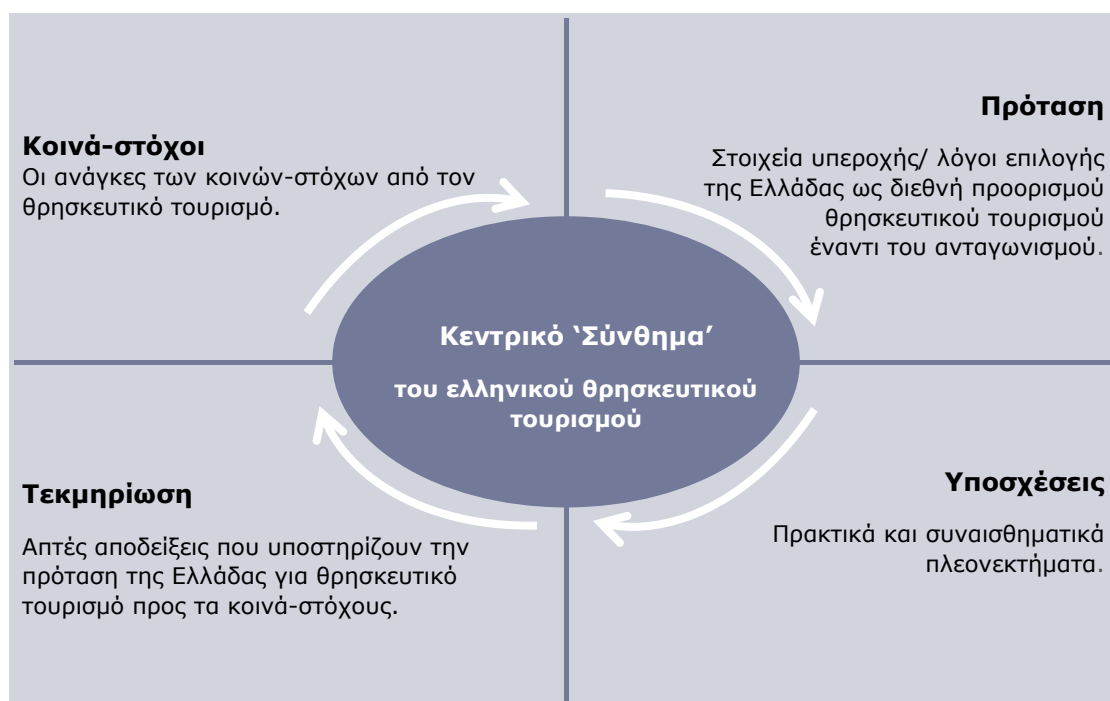 Κοινά-στόχοι
Οι ανάγκες των κοινών-στόχων από τον
θρησκευτικό τουρισμό.
Πρόταση
Στοιχεία υπεροχής/ λόγοι επιλογής
της Ελλάδας ως διεθνή προορισμού
θρησκευτικού τουρισμού
έναντι του ανταγωνισμού.
Κεντρικό ‘Σύνθημα’
του ελληνικού θρησκευτικού
τουρισμού
Τεκμηρίωση
Απτές αποδείξεις που υποστηρίζουν την
πρόταση της Ελλάδας για θρησκευτικό
τουρισμό προς τα κοινά-στόχους.
Υποσχέσεις
Πρακτικά και συναισθηματικά
πλεονεκτήματα.